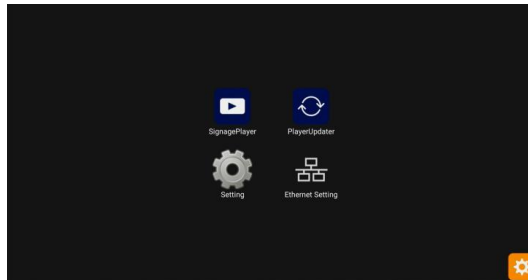 SignagePlayer
PlayerUpdater
Setting
Ethernet Setting